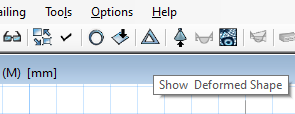 ailing Tools Options Help
(M) [mm]
Show Deformed Shape